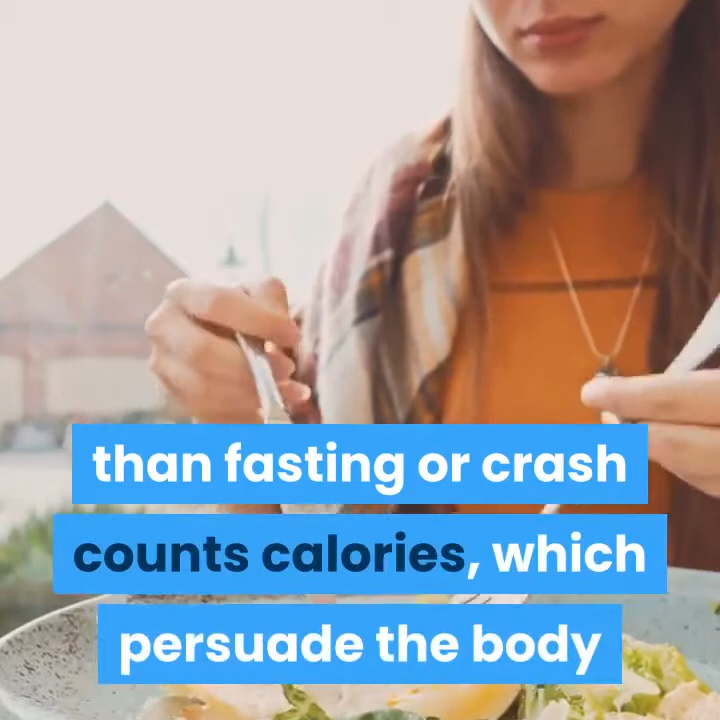 than fasting or crash
counts calories, which
persuade the body